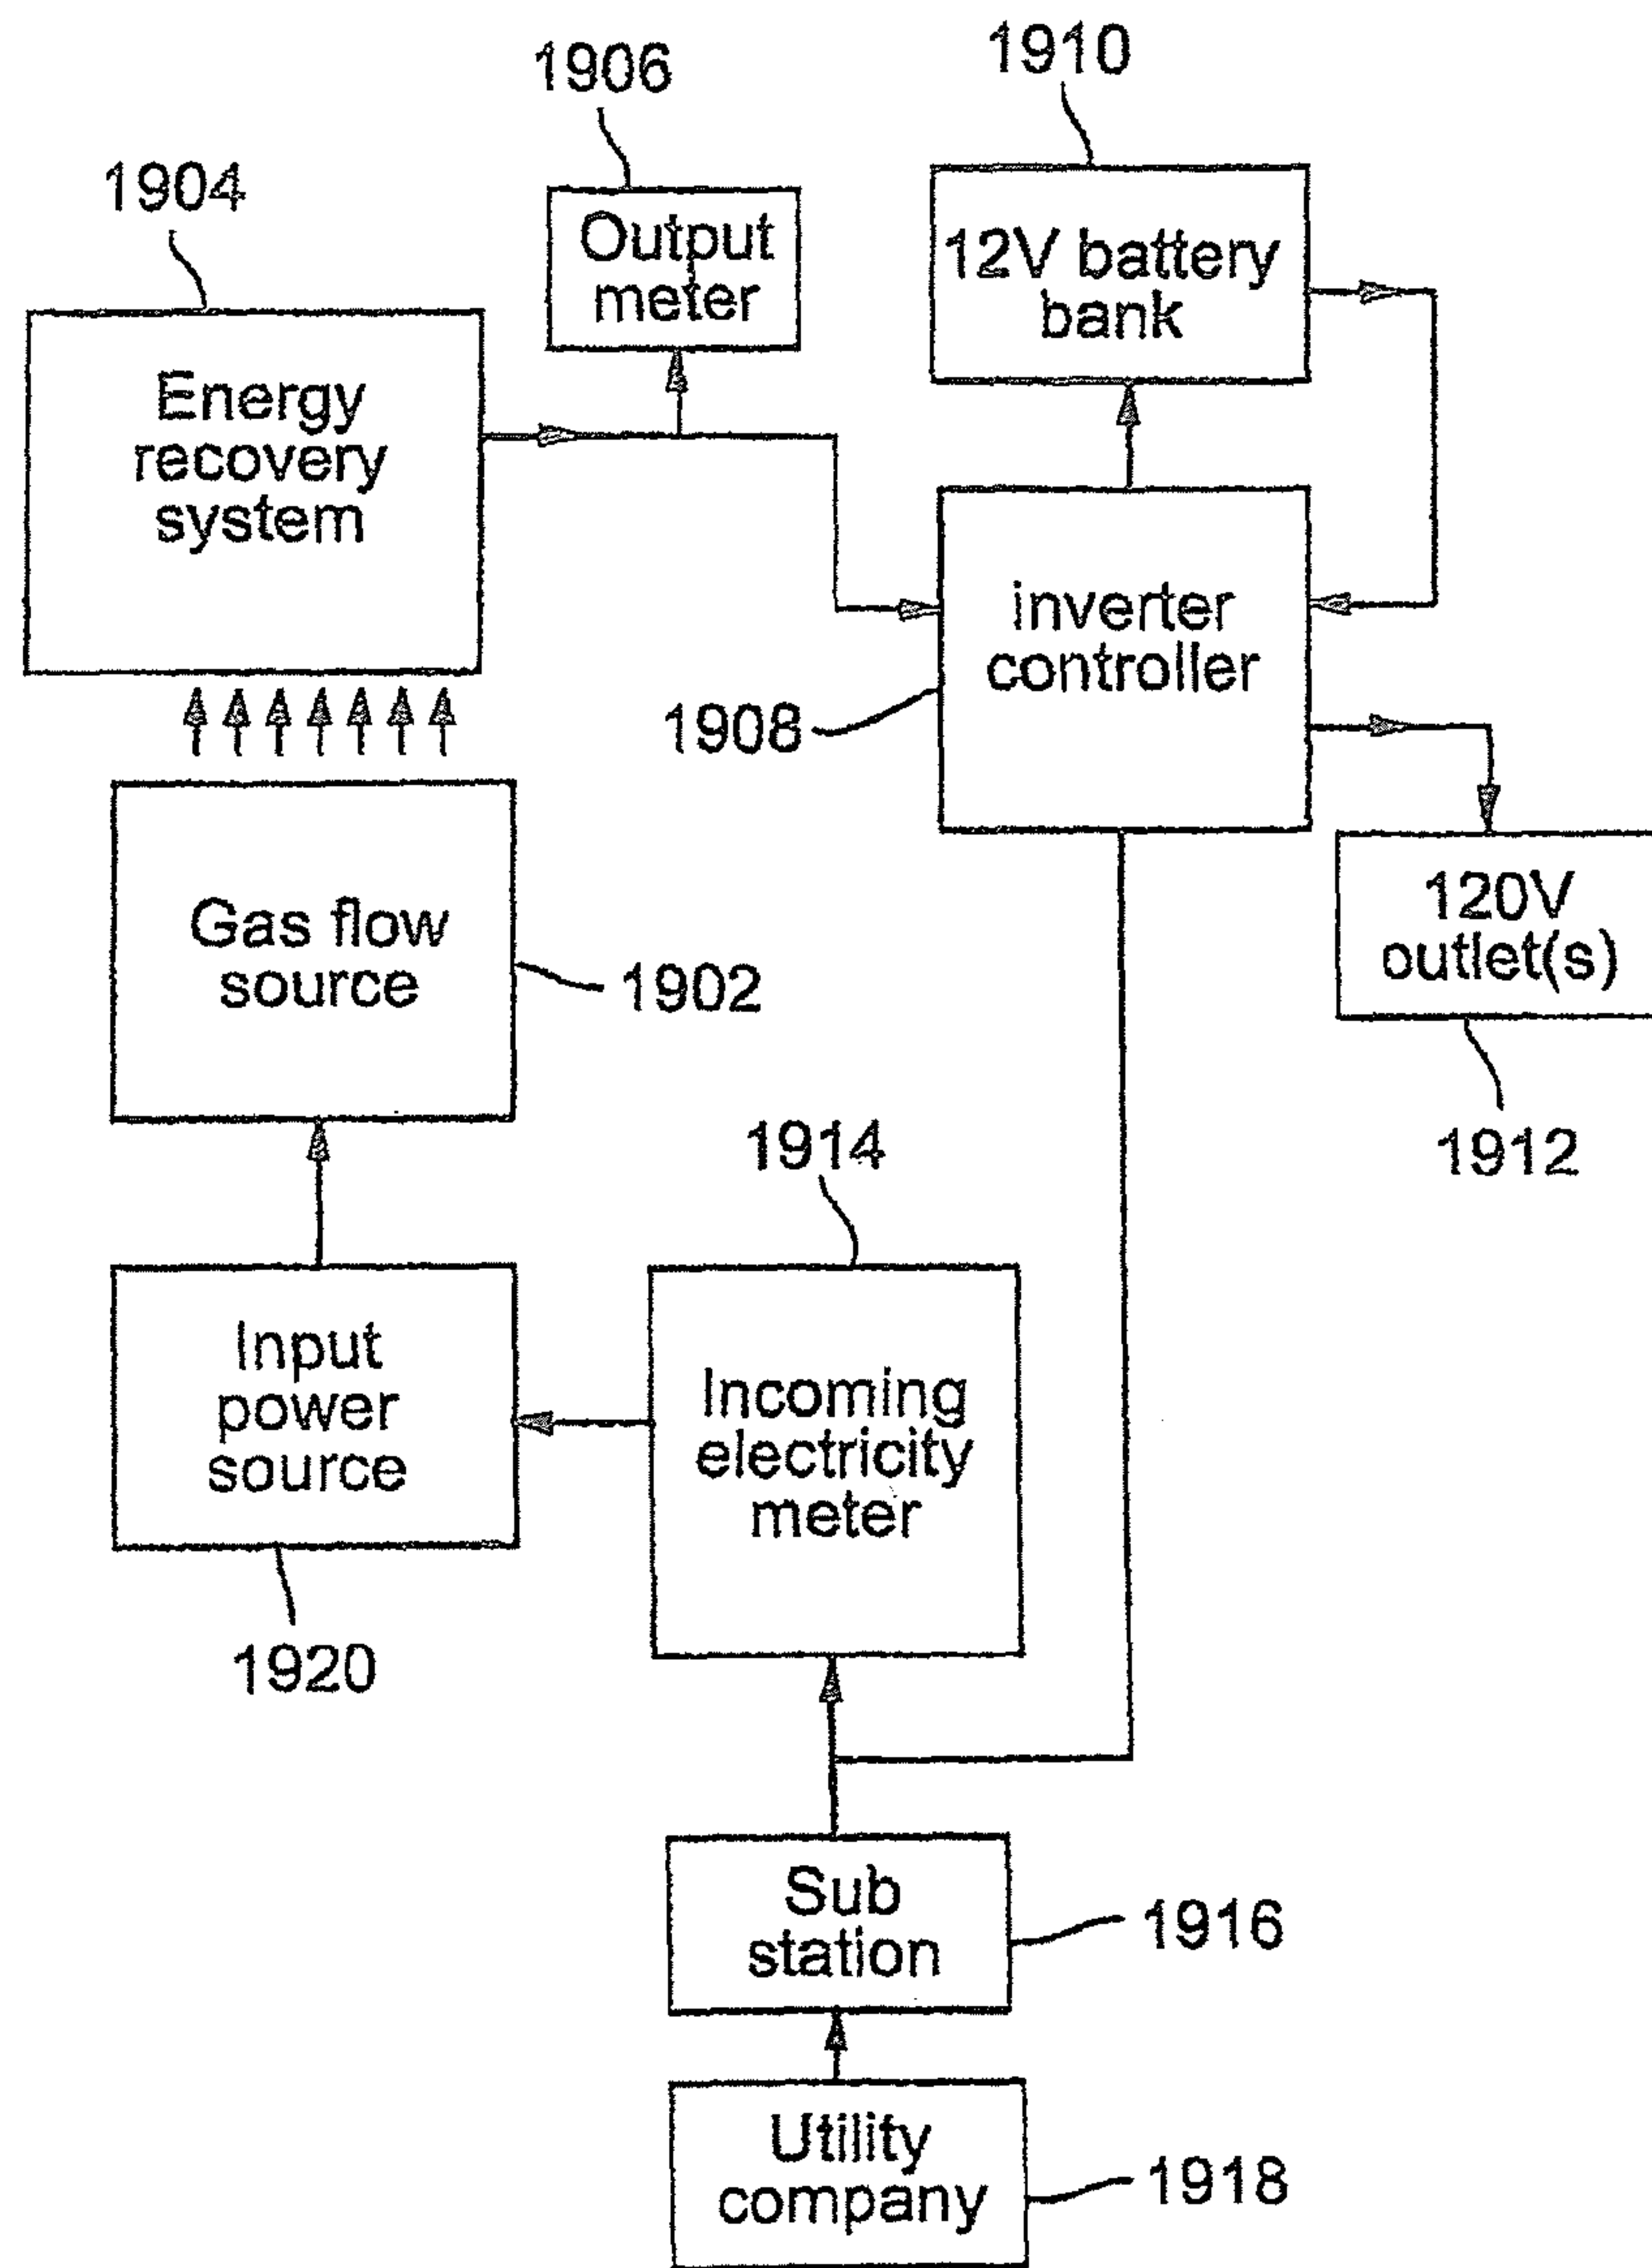 1910
1906
1904
Output
meter
12V battery
bank
Energy
recovery
system
inverter
controller
1908
120V
outlet(s)
Gas flow
source
1902
1914
1912
Input
power
source
Incoming
electricity
meter
1920
Sub
station
1916
Utility
company
1918